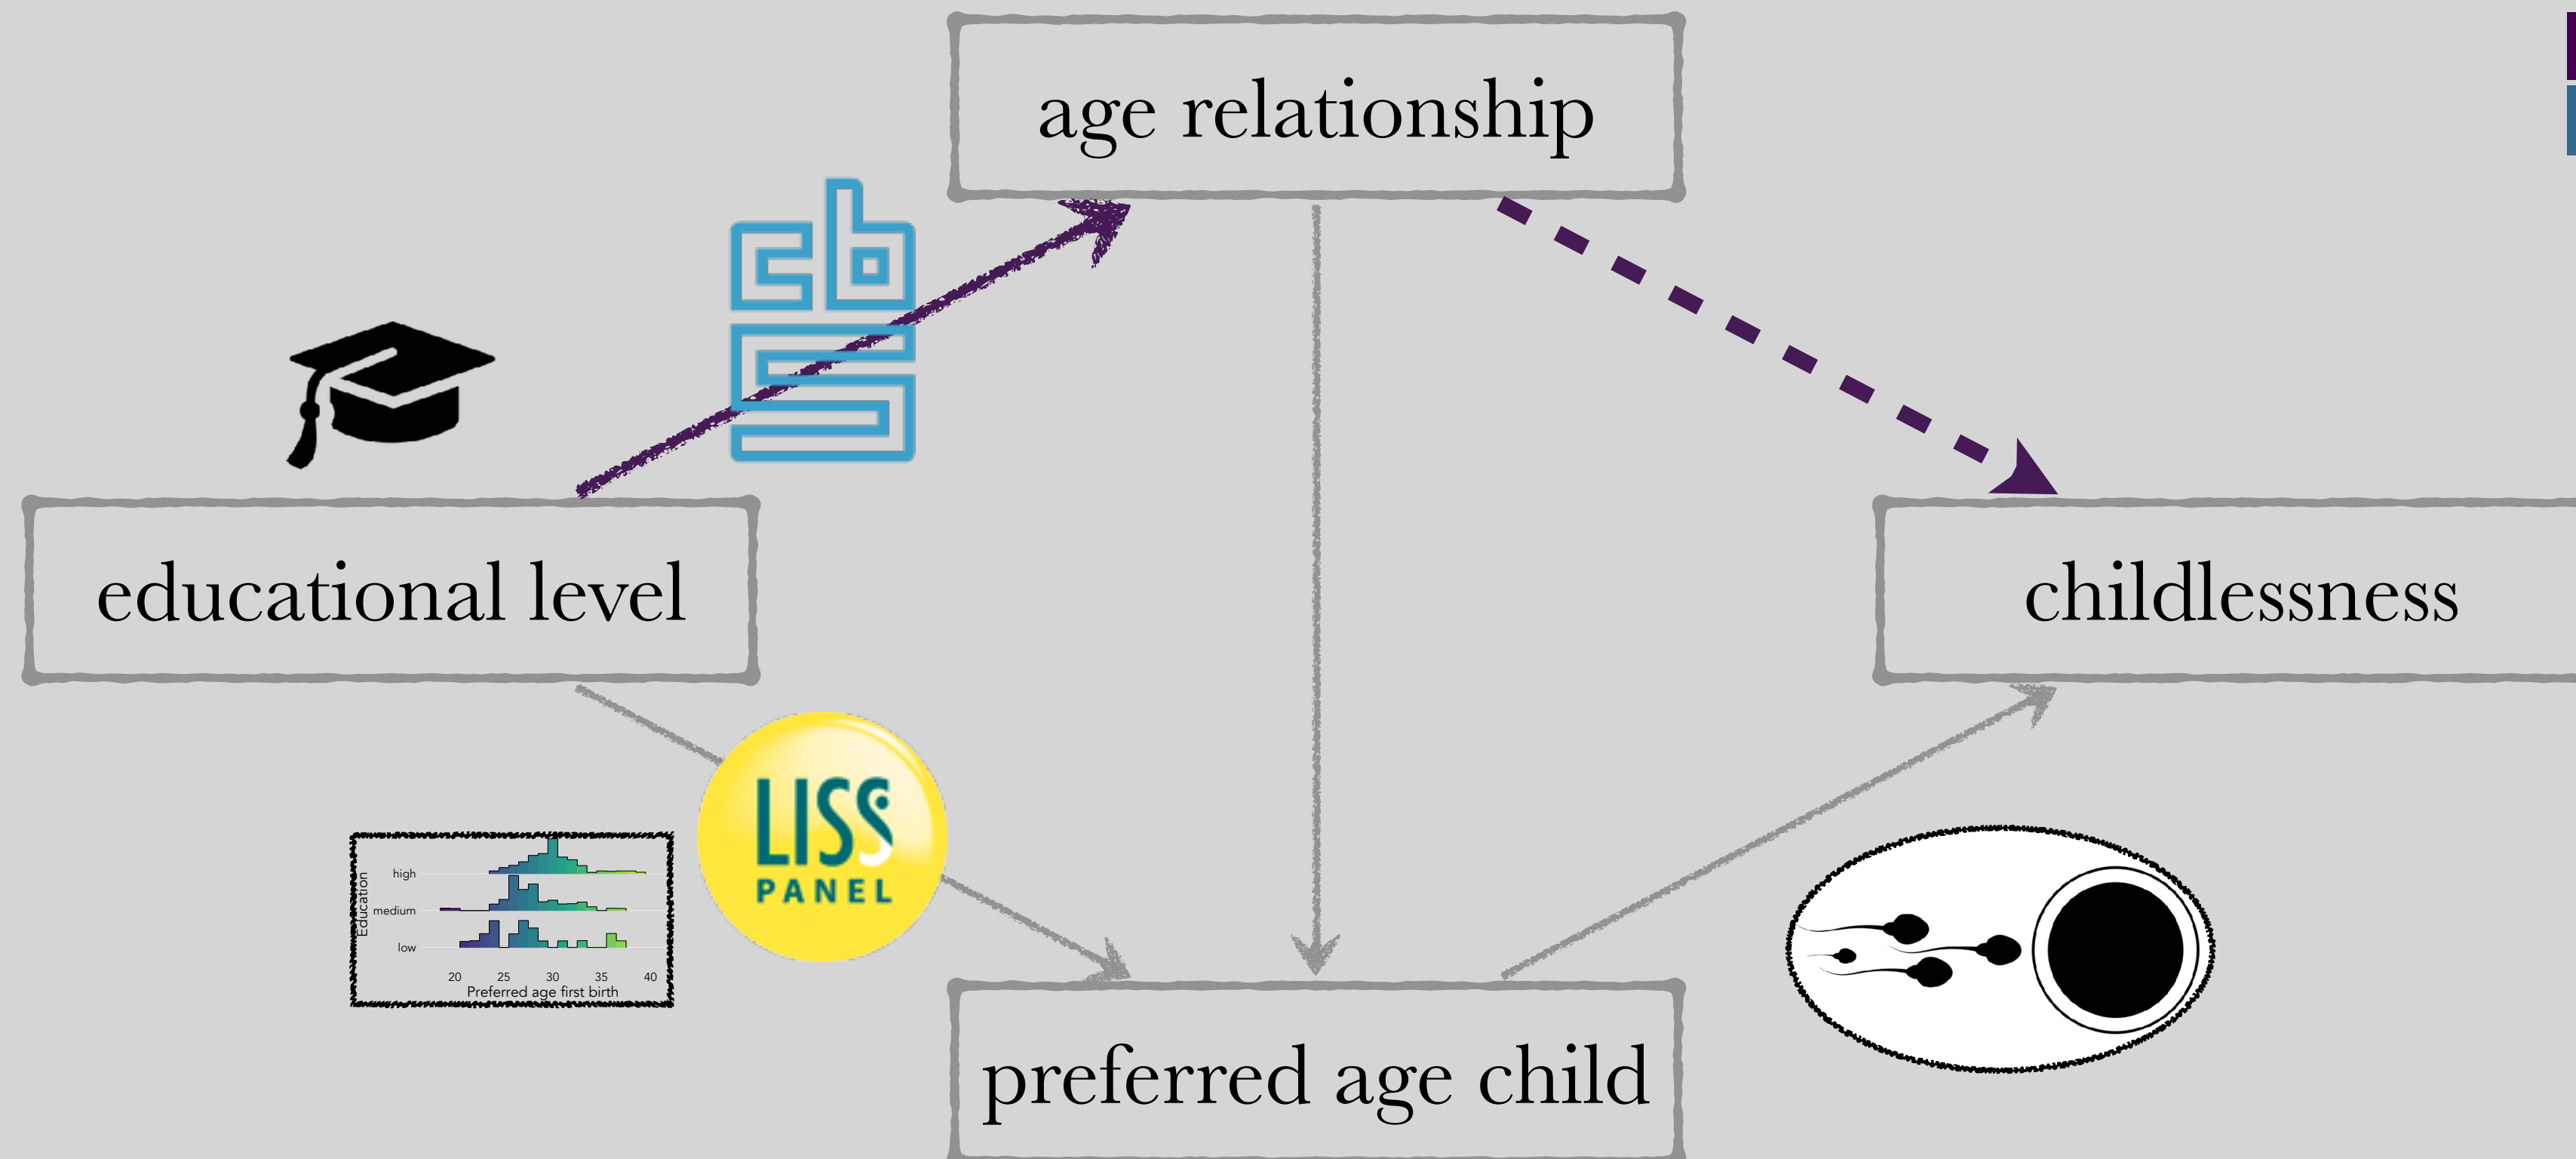 age relationship
cbs
educational level
childlessness
LISS
PANEL
Education
high
medium
low
20 25 30 35 40
Preferred age first birth
preferred age child